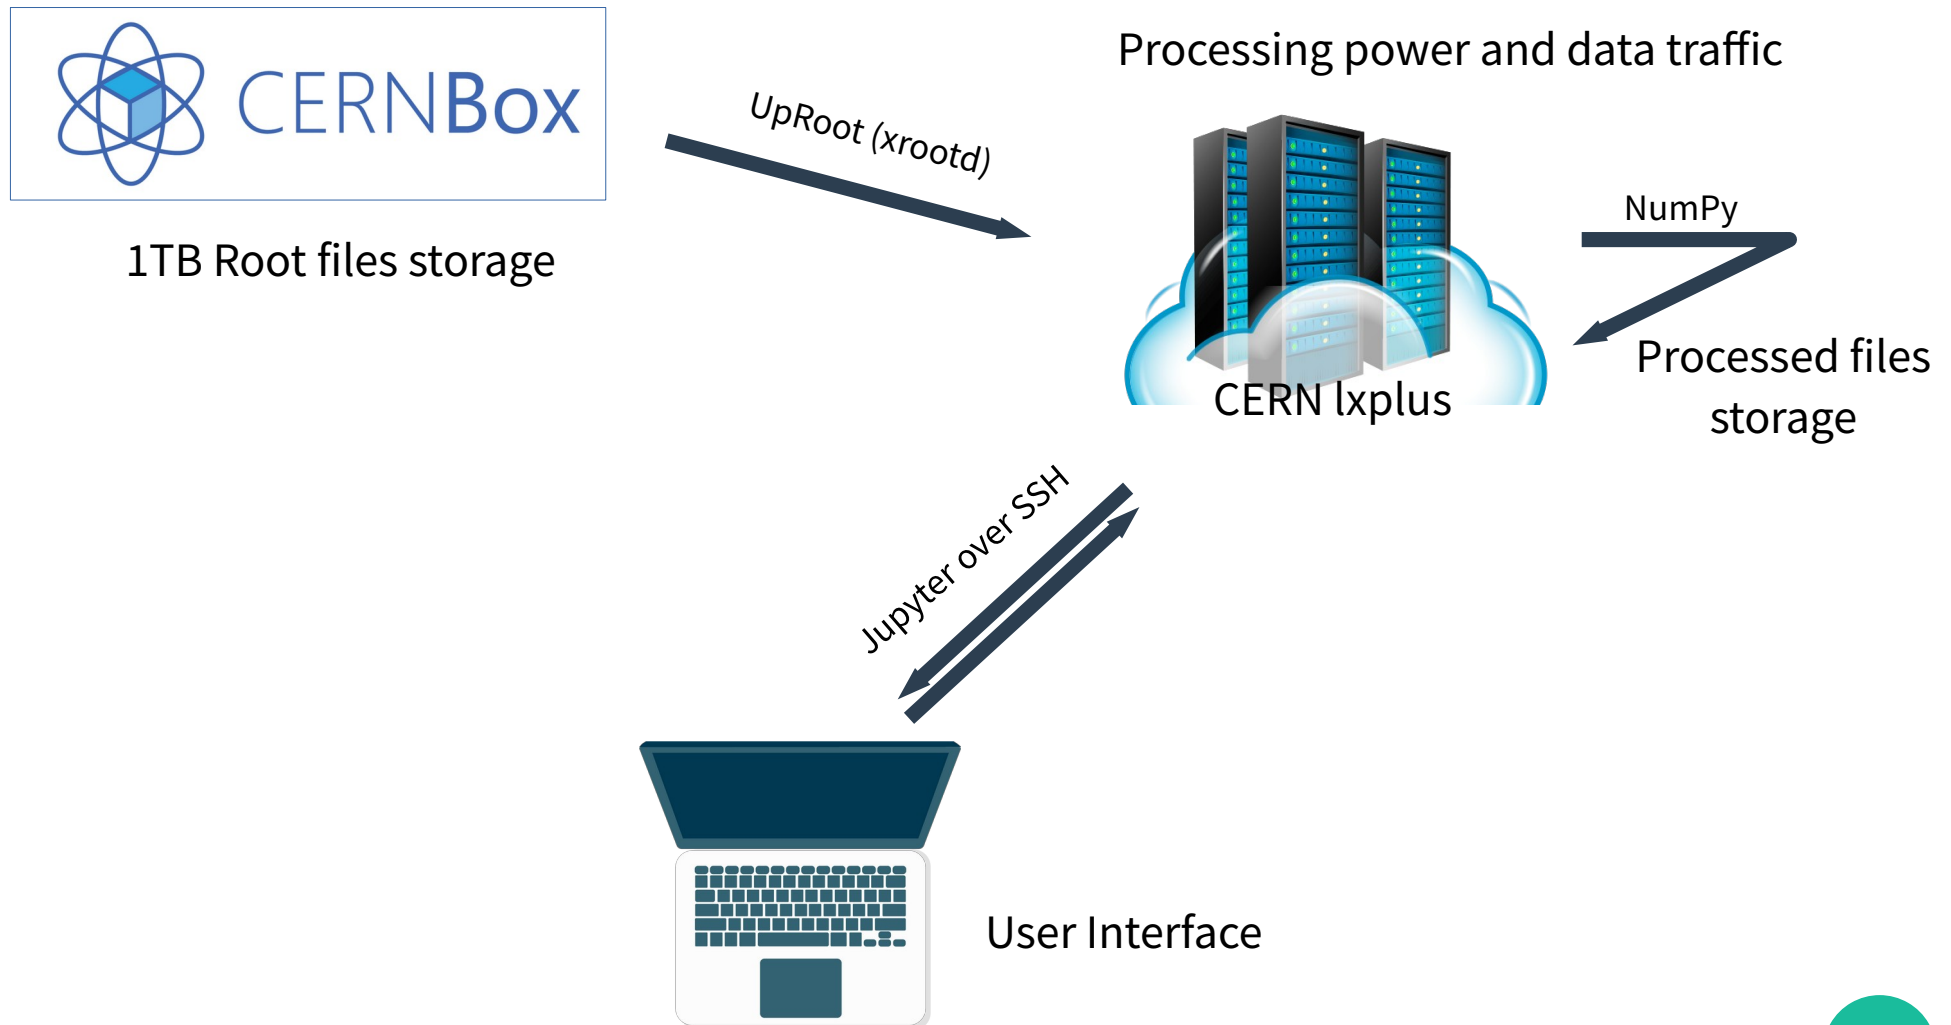 CERNBox
1TB Root files storage
UpRoot (xrootd)
Processing power and data traffic
CERN lxplus
NumPy
Processed files
storage
Jupyter over SSH
User Interface